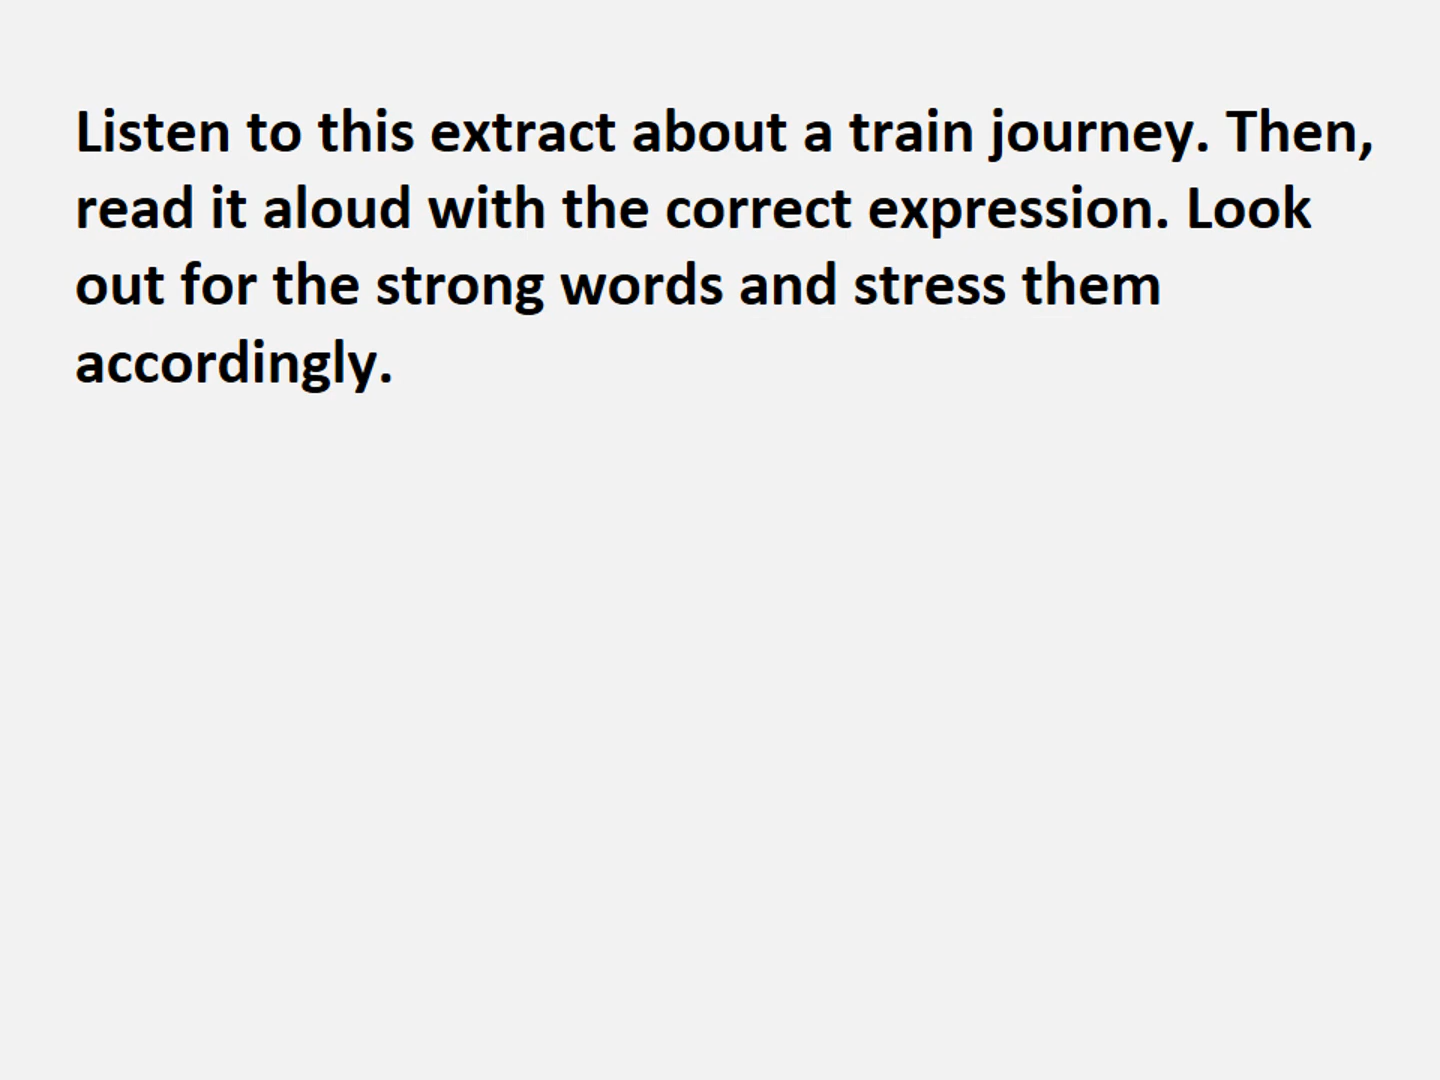 Listen to this extract about a train journey. Then,
read it aloud with the correct expression. Look
out for the strong words and stress them
accordingly.